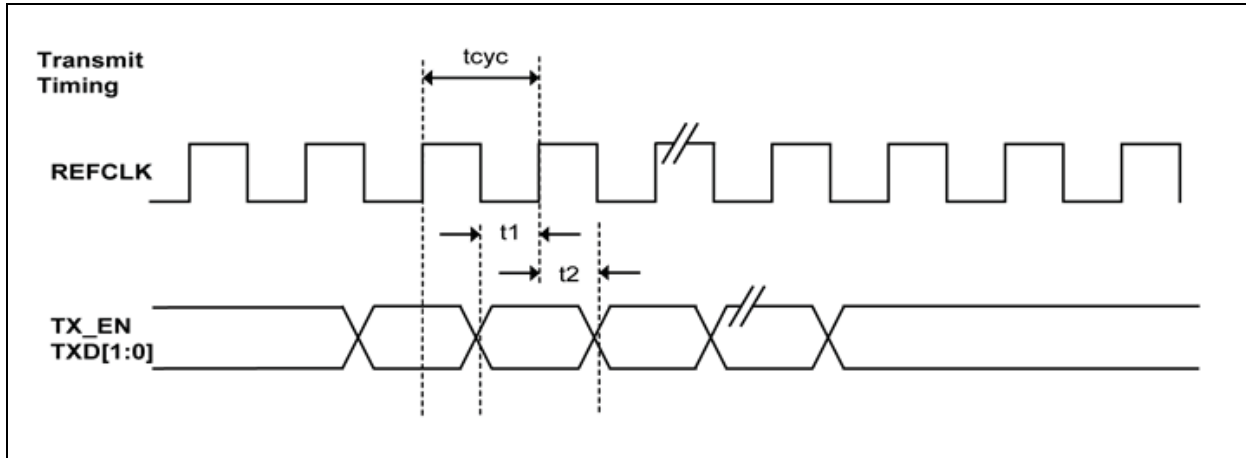 Transmit
Timing
tcyc
REFCLK
t1
t2
TX_EN
TXD[1:0]